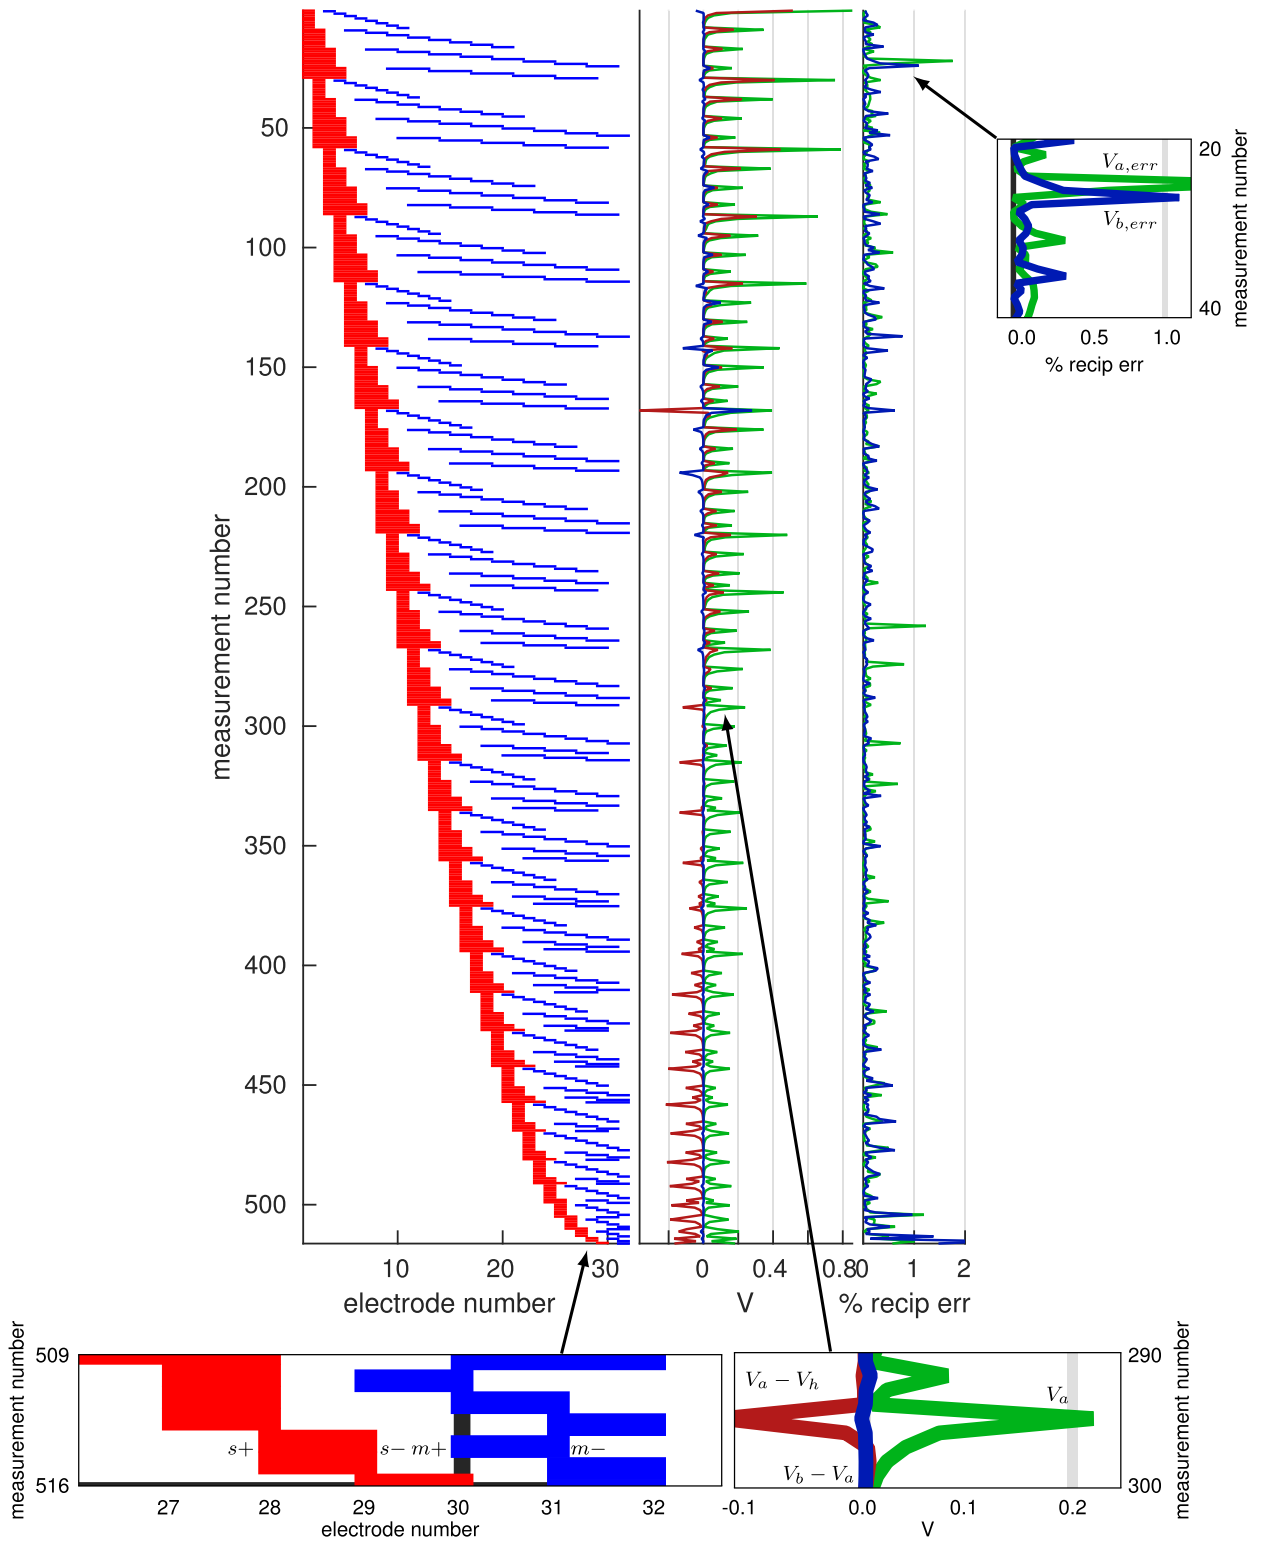 50
100
150
200
250
300
350
400
450
500
measurement number
10
20
30
electrode number
0
0.4
0.8
V
0
1
2
% recip err
V_{a,err}
V_{b,err}
20
40
measurement number
0.0
0.5
1.0
% recip err
509
516
measurement number
s+
s−
m+
m−
27
28
29
30
31
32
electrode number
V_a − V_h
V_a
V_b − V_a
290
300
measurement number
-0.1
0.0
0.1
0.2
V